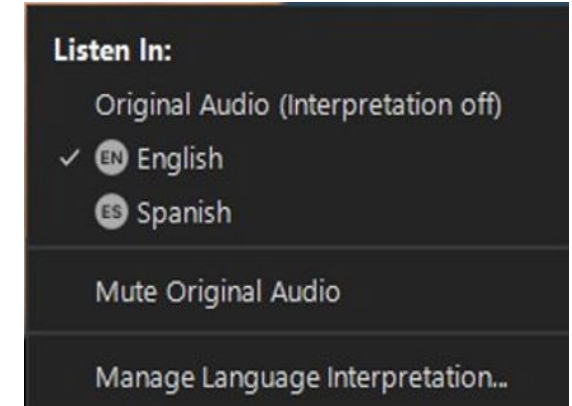 Listen In:
Original Audio (Interpretation off)
✓ EN English
ES Spanish
Mute Original Audio
Manage Language Interpretation...